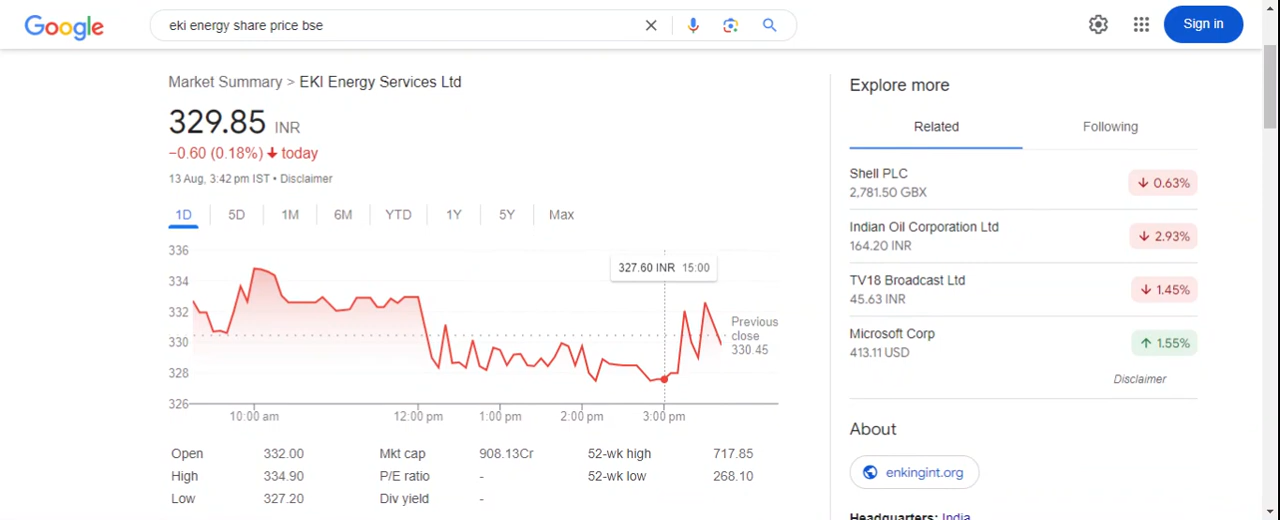 Google
eki energy share price bse
Sign in
Market Summary > EKI Energy Services Ltd
329.85 INR
−0.60 (0.18%) ↓ today
13 Aug, 3:42 pm IST • Disclaimer
1D 5D 1M 6M YTD 1Y 5Y Max
336
334
332
330
328
326
327.60 INR 15:00
Previous
close
330.45
10:00 am 12:00 pm 1:00 pm 2:00 pm 3:00 pm
Open 332.00 Mkt cap 908.13Cr 52-wk high 717.85
High 334.90 P/E ratio - 52-wk low 268.10
Low 327.20 Div yield -
Explore more
Related Following
Shell PLC
2,781.50 GBX ↓ 0.63%
Indian Oil Corporation Ltd
164.20 INR ↓ 2.93%
TV18 Broadcast Ltd
45.63 INR ↓ 1.45%
Microsoft Corp
413.11 USD ↑ 1.55%
Disclaimer
About
enkingint.org
Headquarters: India